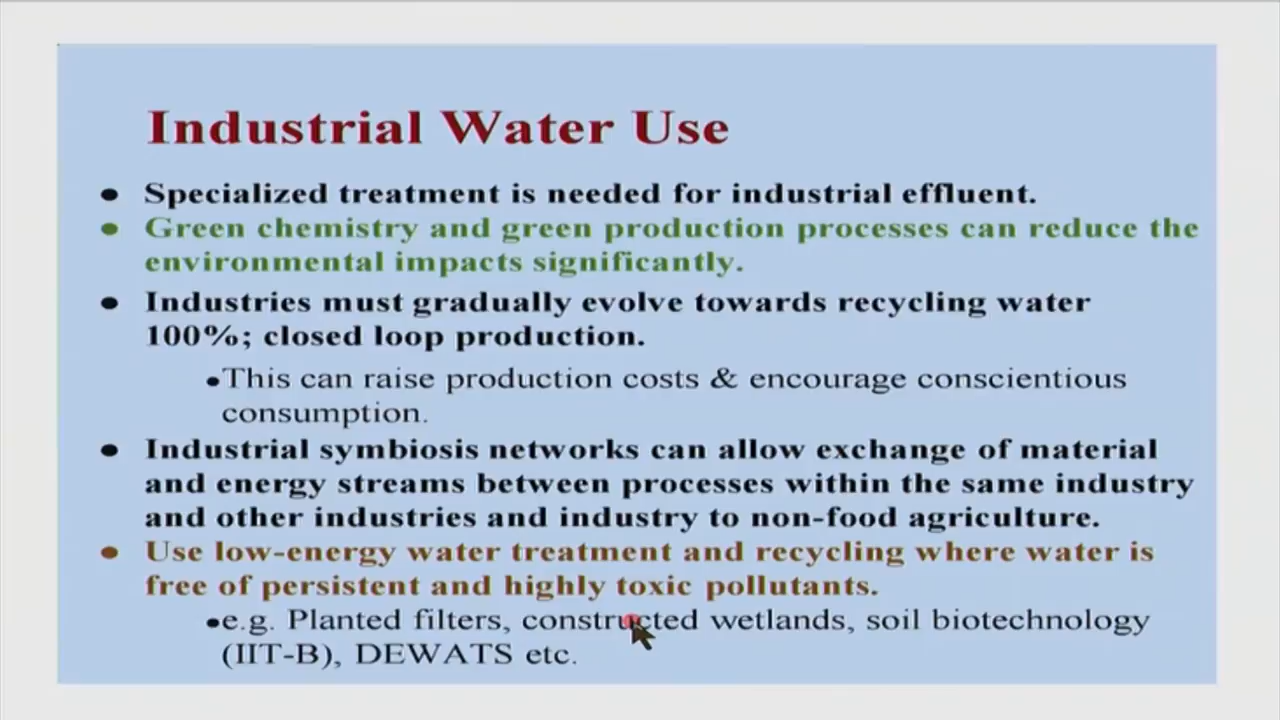 Industrial Water Use
• Specialized treatment is needed for industrial effluent.
• Green chemistry and green production processes can reduce the
environmental impacts significantly.
• Industries must gradually evolve towards recycling water
100%; closed loop production.
•This can raise production costs & encourage conscientious
consumption.
• Industrial symbiosis networks can allow exchange of material
and energy streams between processes within the same industry
and other industries and industry to non-food agriculture.
• Use low-energy water treatment and recycling where water is
free of persistent and highly toxic pollutants.
•e.g. Planted filters, constructed wetlands, soil biotechnology
(IIT-B), DEWATS etc.